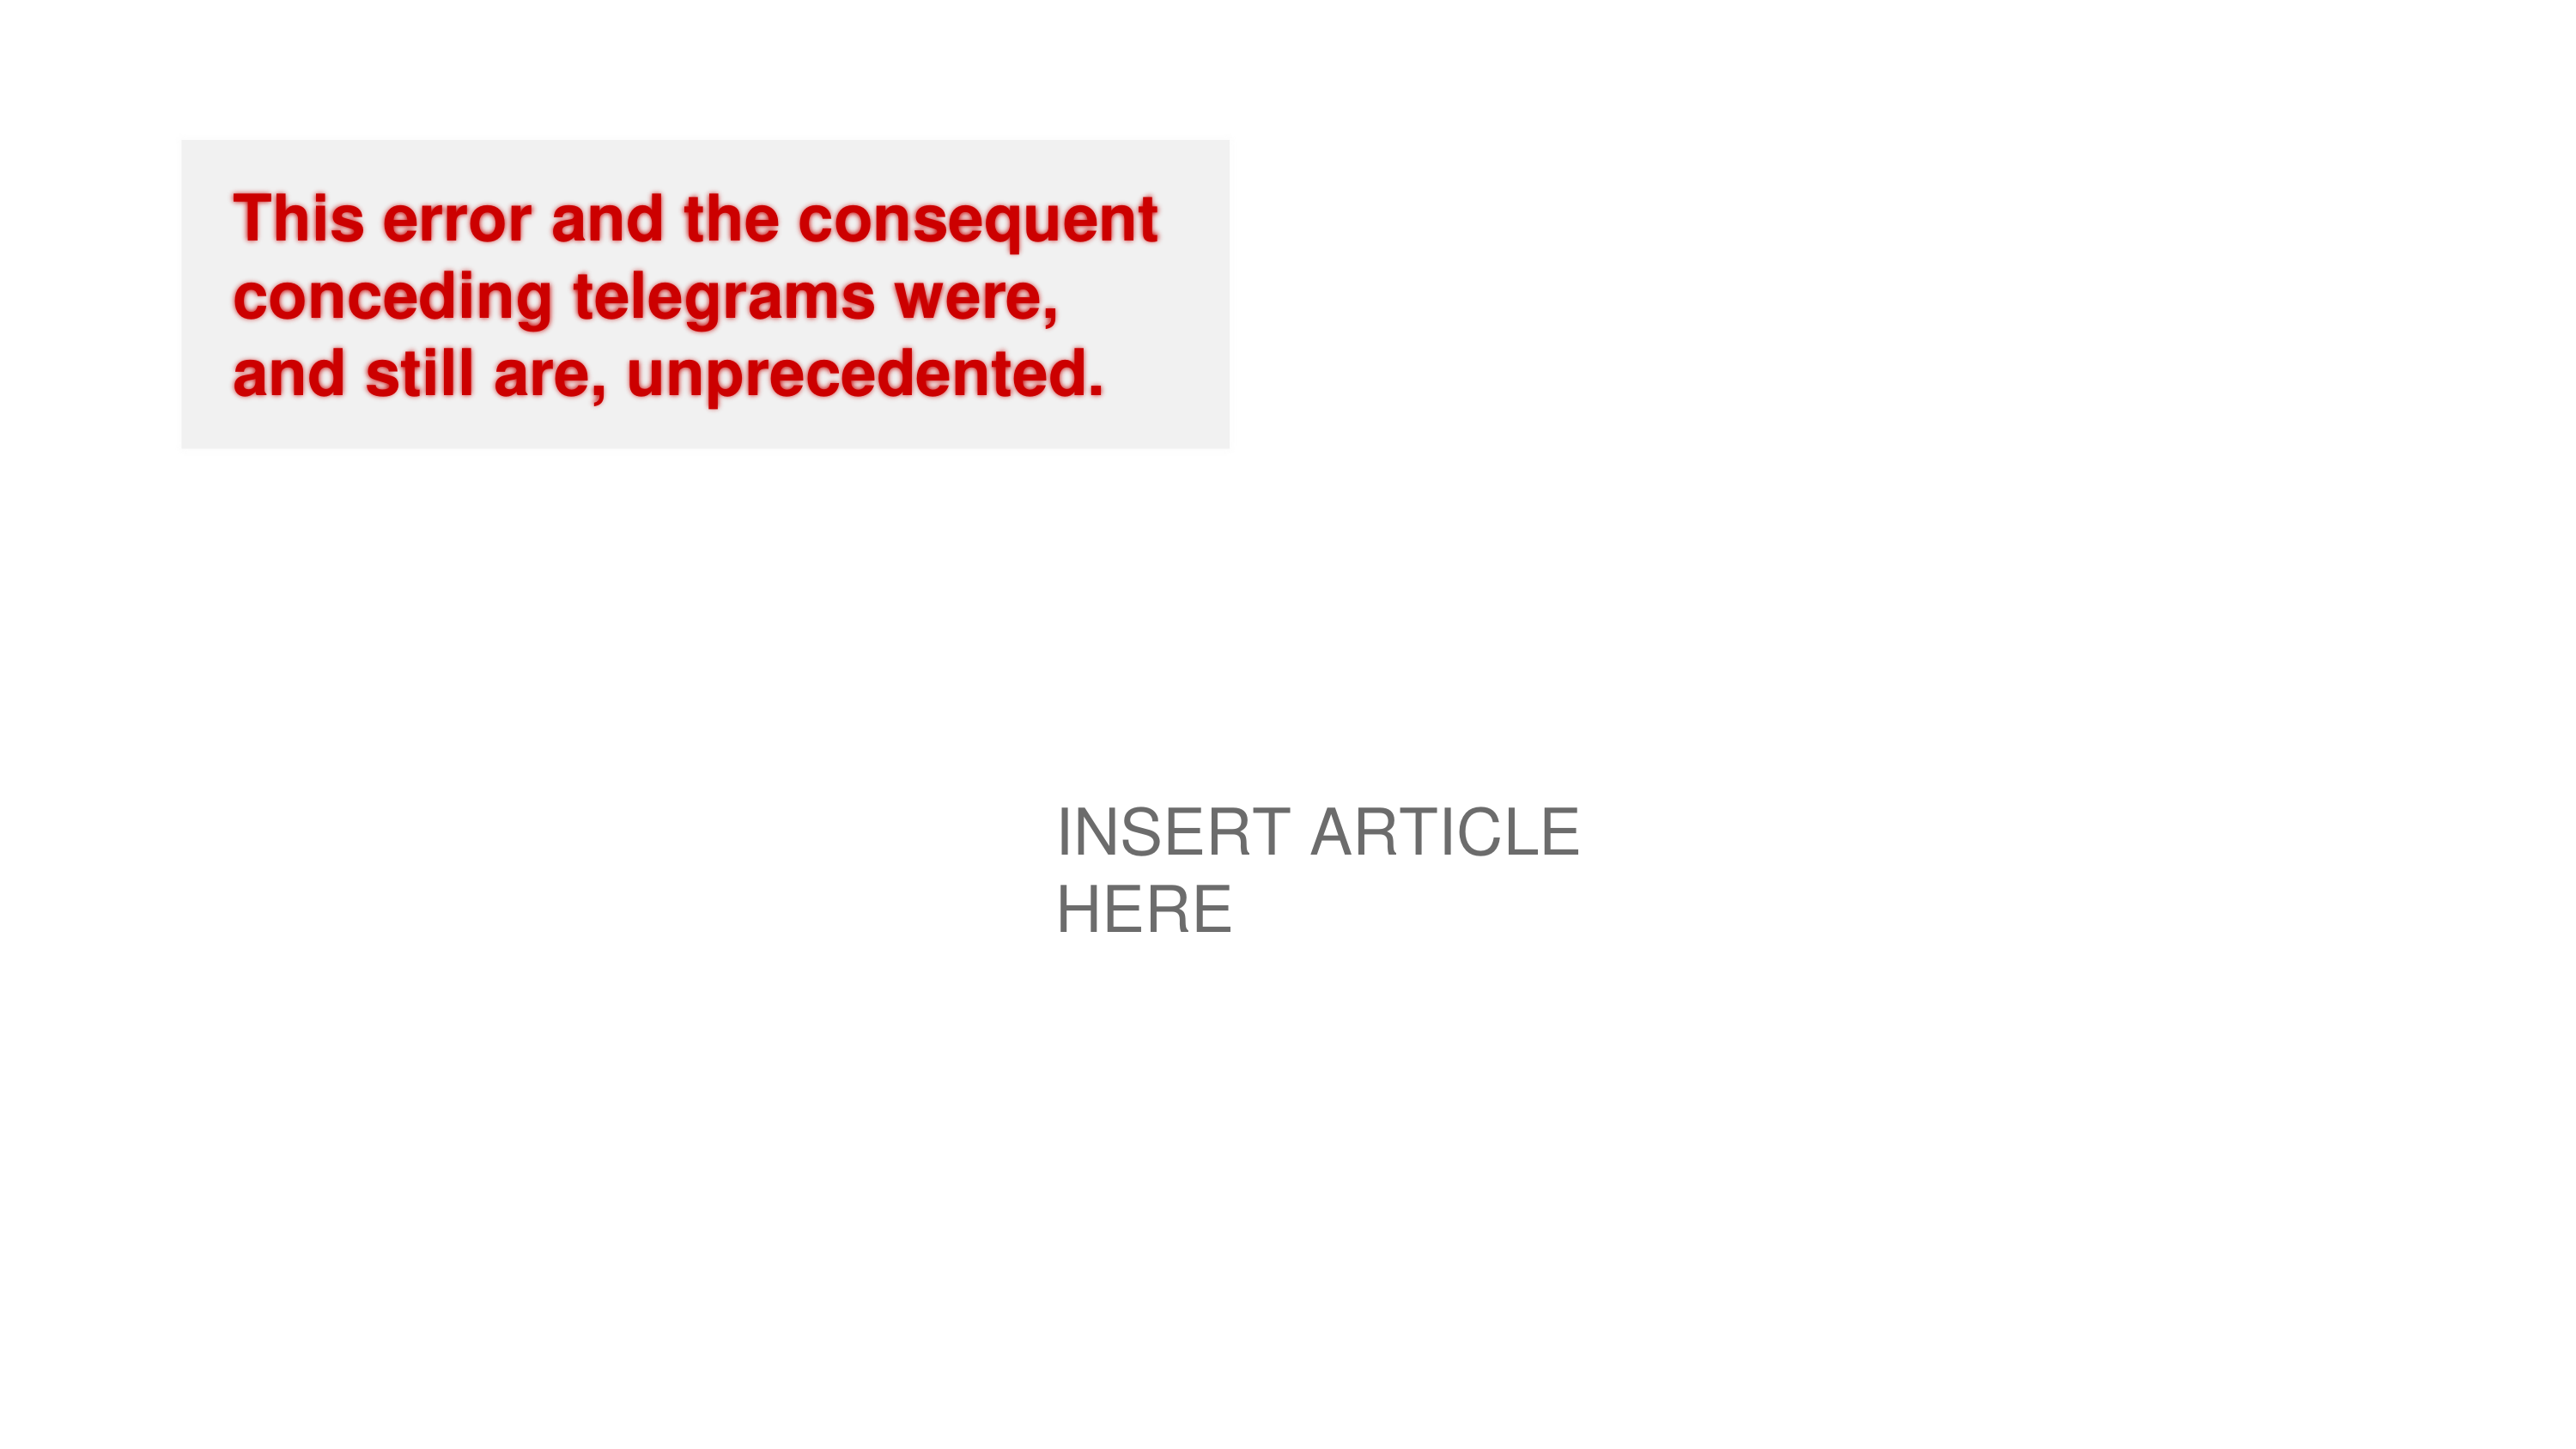 This error and the consequent
conceding telegrams were,
and still are, unprecedented.
INSERT ARTICLE
HERE